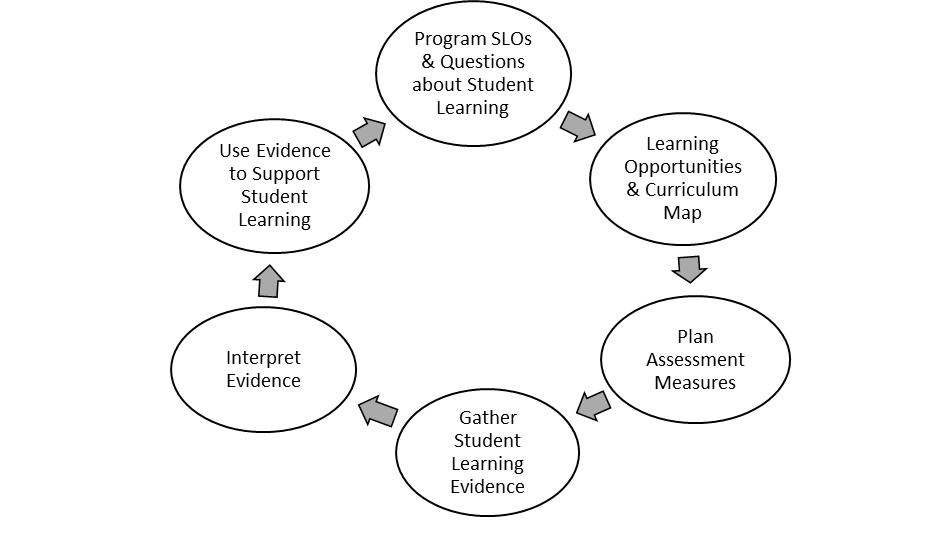 Program SLOs
& Questions
about Student
Learning
Learning
Opportunities
& Curriculum
Map
Plan
Assessment
Measures
Gather
Student
Learning
Evidence
Interpret
Evidence
Use Evidence
to Support
Student
Learning